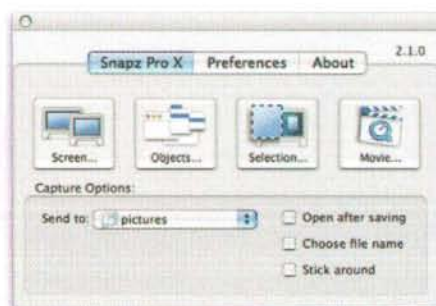 2.1.0
Snapz Pro X Preferences About
Screen... Objects... Selection... Movie...
Capture Options:
Send to: pictures Open after saving
Choose file name
Stick around